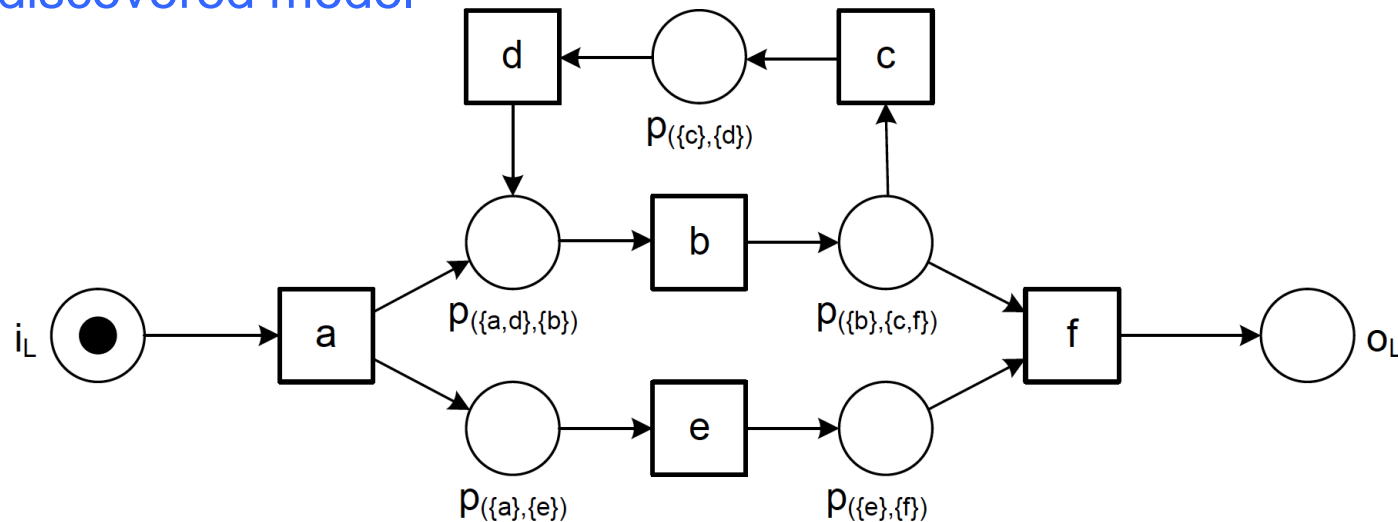 discovered model
d
c
p({c},{d})
b
p({a,d},{b})
p({b},{c,f})
iL
a
f
oL
e
p({a},{e})
p({e},{f})